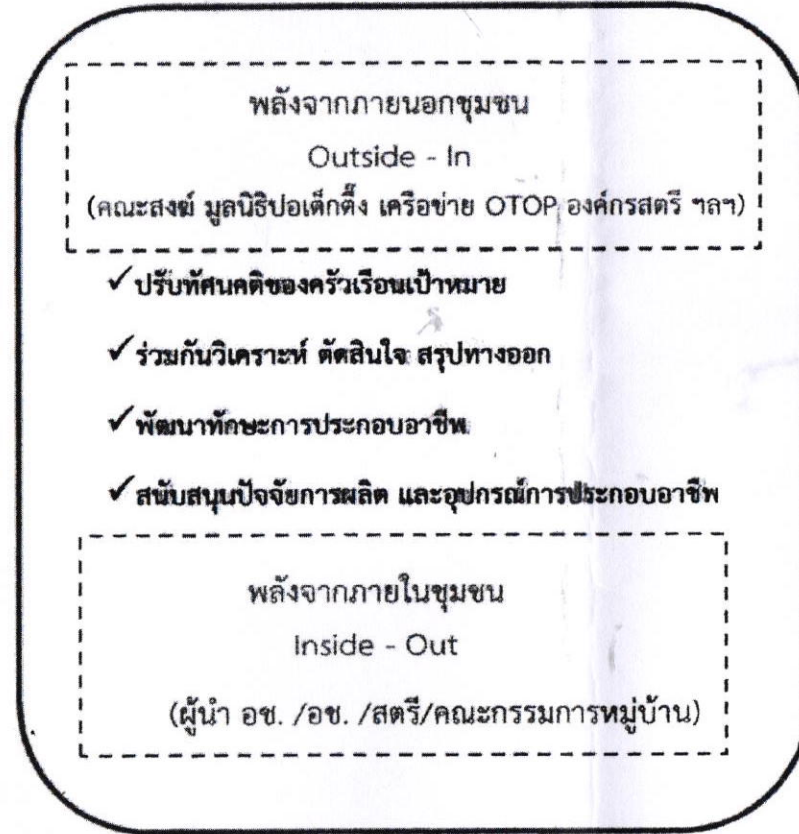 พลังจากภายนอกชุมชน
Outside - In
(คณะสงฆ์ มูลนิธิปอเต็กตึ๊ง เครือข่าย OTOP องค์กรสตรี ฯลฯ)
✓ ปรับทัศนคติของครัวเรือนเป้าหมาย
✓ ร่วมกันวิเคราะห์ ตัดสินใจ สรุปทางออก
✓ พัฒนาทักษะการประกอบอาชีพ
✓ สนับสนุนปัจจัยการผลิต และอุปกรณ์การประกอบอาชีพ
พลังจากภายในชุมชน
Inside - Out
(ผู้นำ อช. /อช. /สตรี/คณะกรรมการหมู่บ้าน)